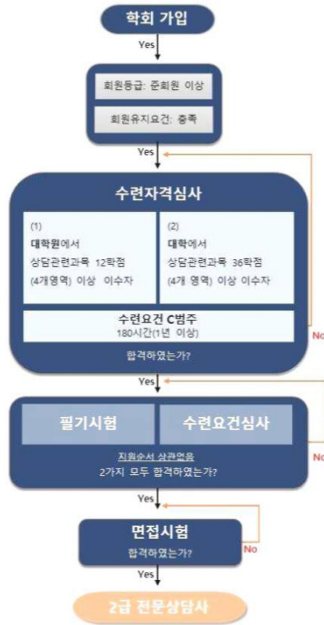 학회 가입
Yes
회원등급: 준회원 이상
회원유지요건: 충족
Yes
수련자격심사
(1)
대학원에서
상담관련과목 12학점
(4개영역) 이상 이수자
(2)
대학에서
상담관련과목 36학점
(4개 영역) 이상 이수자
수련요건 C범주
180시간(1년 이상)
합격하였는가?
No
Yes
필기시험
수련요건심사
지원순서 상관없음
2가지 모두 합격하였는가?
No
Yes
면접시험
합격하였는가?
No
Yes
2급 전문상담사